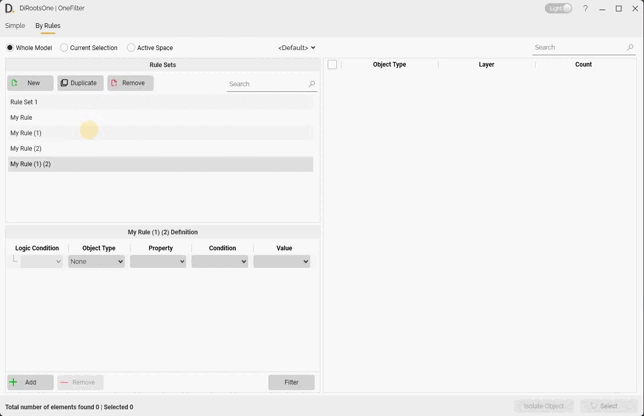 DiRootsOne | OneFilter
Light
?
Simple By Rules
Whole Model Current Selection Active Space <Default> Search
Rule Sets
New Duplicate Remove Search
Rule Set 1
My Rule
My Rule (1)
My Rule (2)
My Rule (1) (2)
My Rule (1) (2) Definition
Logic Condition Object Type Property Condition Value
None
Add Remove Filter
Object Type Layer Count
Total number of elements found 0 | Selected 0 Isolate Object Select